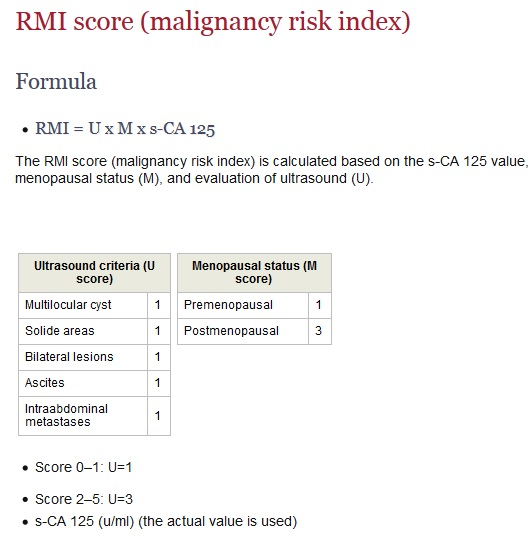 RMI score (malignancy risk index)
Formula
• RMI = U x M x s-CA 125
The RMI score (malignancy risk index) is calculated based on the s-CA 125 value,
menopausal status (M), and evaluation of ultrasound (U).
Ultrasound criteria (U
score)
Multilocular cyst 1
Solide areas 1
Bilateral lesions 1
Ascites 1
Intraabdominal
metastases 1
Menopausal status (M
score)
Premenopausal 1
Postmenopausal 3
• Score 0–1: U=1
• Score 2–5: U=3
• s-CA 125 (u/ml) (the actual value is used)